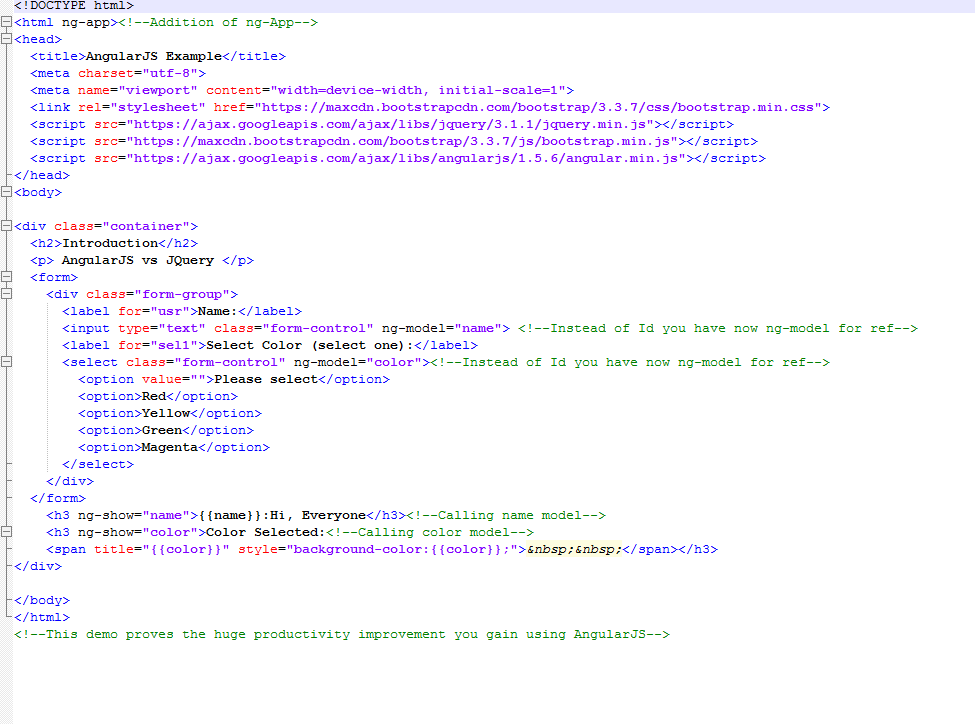 <!DOCTYPE html>
<html ng-app><!--Addition of ng-App-->
<head>
  <title>AngularJS Example</title>
  <meta charset="utf-8">
  <meta name="viewport" content="width=device-width, initial-scale=1">
  <link rel="stylesheet" href="https://maxcdn.bootstrapcdn.com/bootstrap/3.3.7/css/bootstrap.min.css">
  <script src="https://ajax.googleapis.com/ajax/libs/jquery/3.1.1/jquery.min.js"></script>
  <script src="https://maxcdn.bootstrapcdn.com/bootstrap/3.3.7/js/bootstrap.min.js"></script>
  <script src="https://ajax.googleapis.com/ajax/libs/angularjs/1.5.6/angular.min.js"></script>
</head>
<body>

<div class="container">
  <h2>Introduction</h2>
  <p> AngularJS vs JQuery </p>
  <form>
    <div class="form-group">
      <label for="usr">Name:</label>
      <input type="text" class="form-control" ng-model="name"> <!--Instead of Id you have now ng-model for ref-->
      <label for="sel1">Select Color (select one):</label>
      <select class="form-control" ng-model="color"><!--Instead of Id you have now ng-model for ref-->
        <option value="">Please select</option>
        <option>Red</option>
        <option>Yellow</option>
        <option>Green</option>
        <option>Magenta</option>
      </select>
    </div>
  </form>
    <h3 ng-show="name">{{name}}:Hi, Everyone</h3><!--Calling name model-->
    <h3 ng-show="color">Color Selected:<!--Calling color model-->
    <span title="{{color}}" style="background-color:{{color}};">&nbsp;&nbsp;</span></h3>
</div>

</body>
</html>
<!--This demo proves the huge productivity improvement you gain using AngularJS-->